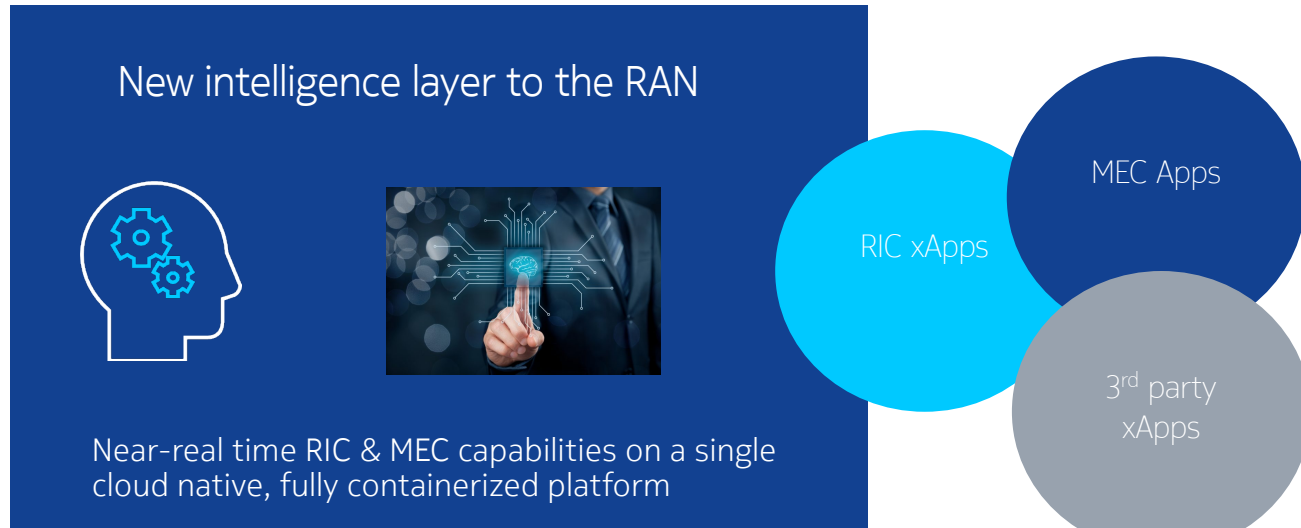 New intelligence layer to the RAN
MEC Apps
RIC xApps
3rd party
xApps
Near-real time RIC & MEC capabilities on a single
cloud native, fully containerized platform